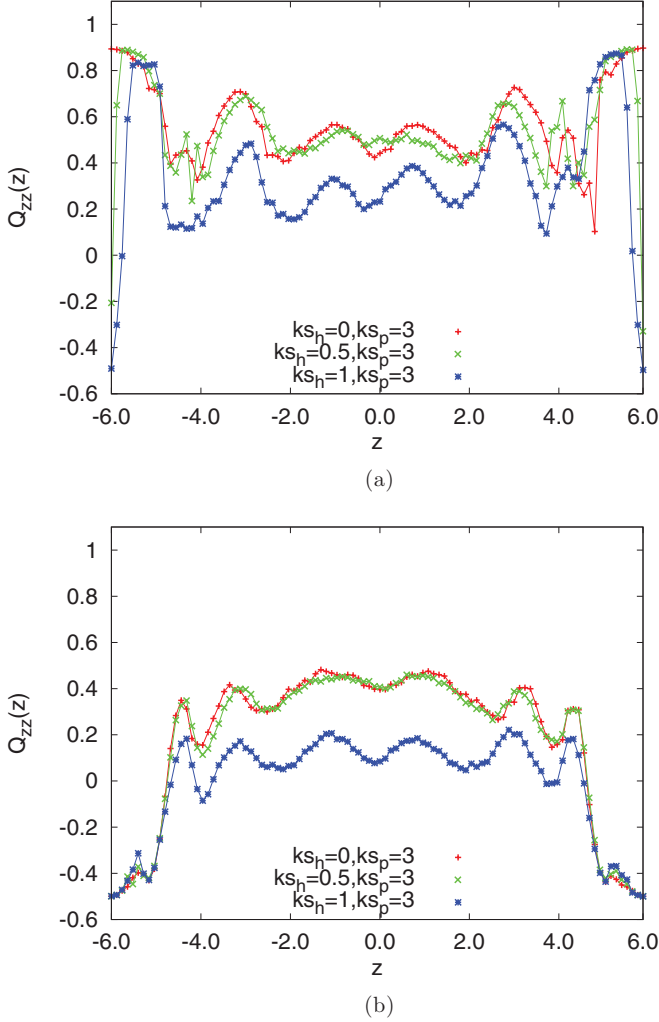 1
0.8
0.6
0.4
0.2
0
-0.2
-0.4
-0.6
Q_zz(z)
ks_h=0,ks_p=3
ks_h=0.5,ks_p=3
ks_h=1,ks_p=3
-6.0 -4.0 -2.0 0.0 2.0 4.0 6.0
z
(a)
1
0.8
0.6
0.4
0.2
0
-0.2
-0.4
-0.6
Q_zz(z)
ks_h=0,ks_p=3
ks_h=0.5,ks_p=3
ks_h=1,ks_p=3
-6.0 -4.0 -2.0 0.0 2.0 4.0 6.0
z
(b)